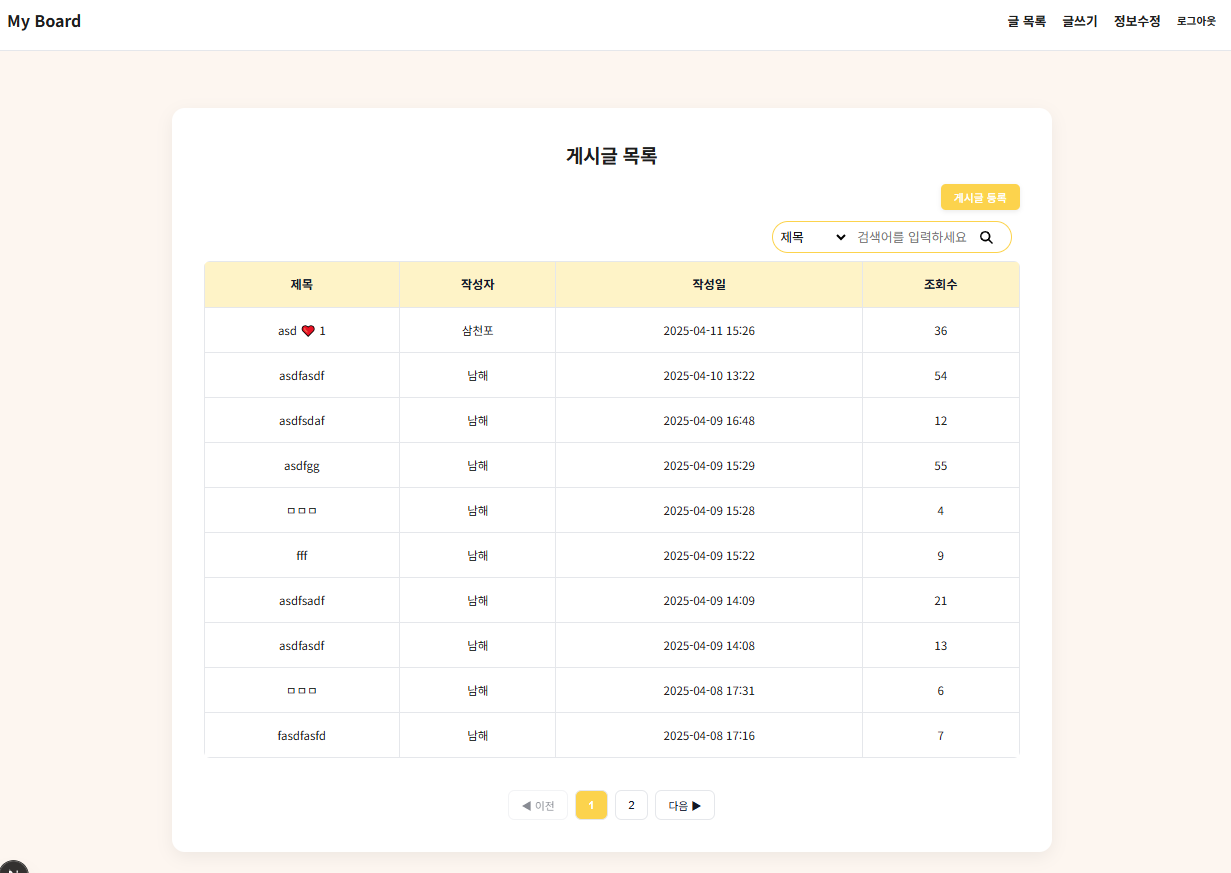 My Board 글 목록 글쓰기 정보수정 로그아웃
게시글 목록
게시글 등록
제목 검색어를 입력하세요
제목 작성자 작성일 조회수
asd ❤️ 1 삼천포 2025-04-11 15:26 36
asdfasdf 남해 2025-04-10 13:22 54
asdfsdaf 남해 2025-04-09 16:48 12
asdfgg 남해 2025-04-09 15:29 55
ㅁㅁㅁ 남해 2025-04-09 15:28 4
fff 남해 2025-04-09 15:22 9
asdfsadf 남해 2025-04-09 14:09 21
asdfasdf 남해 2025-04-09 14:08 13
ㅁㅁㅁ 남해 2025-04-08 17:31 6
fasdfasfd 남해 2025-04-08 17:16 7
◀ 이전 1 2 다음 ▶